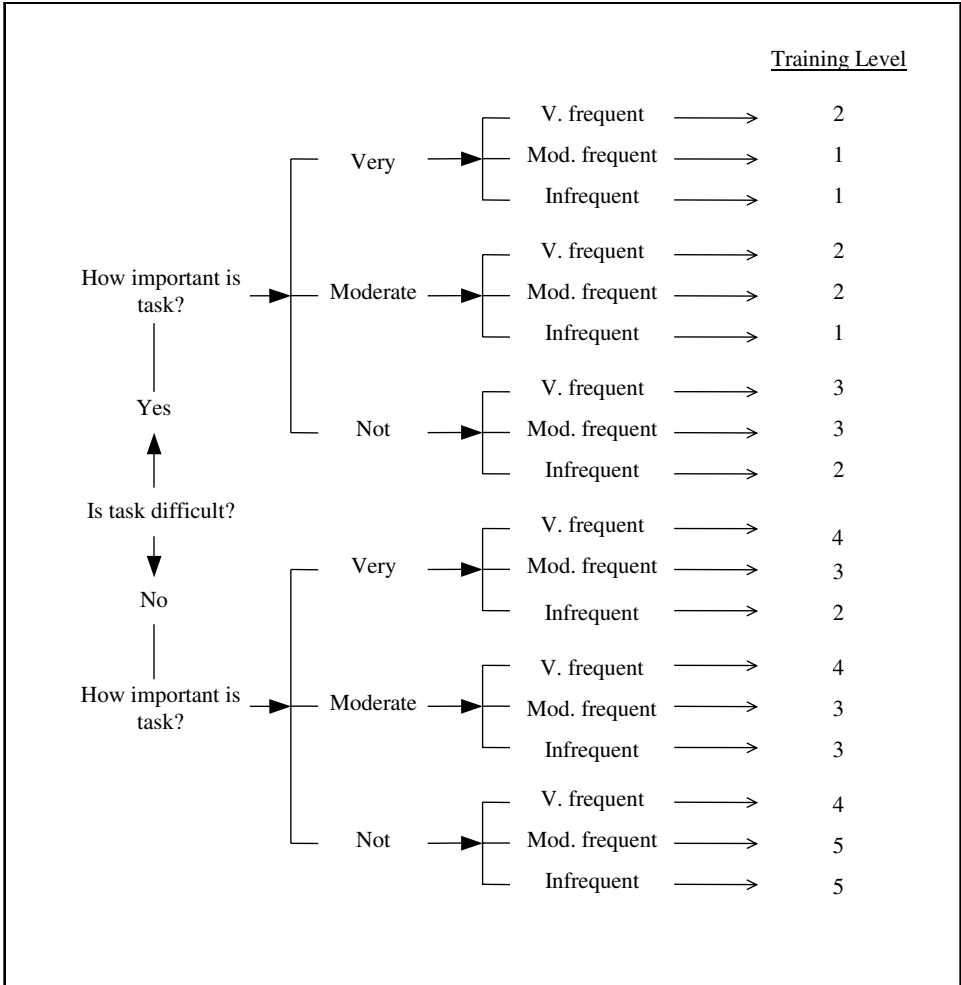 Training Level
V. frequent 2
Very Mod. frequent 1
Infrequent 1
V. frequent 2
How important is
task? Moderate Mod. frequent 2
Infrequent 1
V. frequent 3
Yes
Not Mod. frequent 3
Infrequent 2
Is task difficult?
V. frequent 4
Very Mod. frequent 3
No
Infrequent 2
V. frequent 4
How important is
task? Moderate Mod. frequent 3
Infrequent 3
V. frequent 4
Not Mod. frequent 5
Infrequent 5